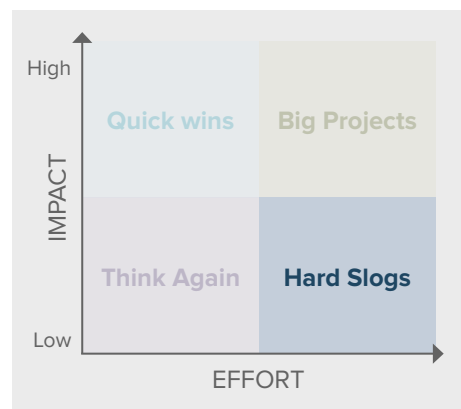 High
Quick wins
Big Projects
IMPACT
Think Again
Hard Slogs
Low
EFFORT